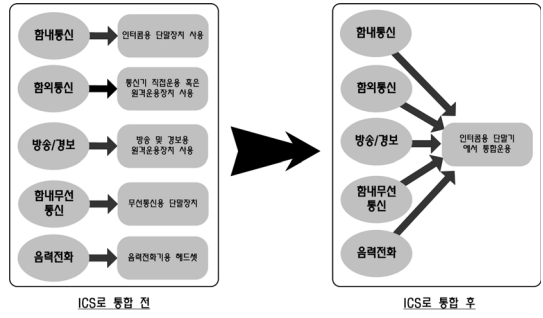 함내통신
인터콤용 단말장치 사용
함외통신
통신기 직접운용 혹은
원격운용장치 사용
방송/경보
방송 및 경보용
원격운용장치 사용
함내무선
통신
무선통신용 단말장치
음력전화
음력전화기용 헤드셋
ICS로 통합 전
함내통신
함외통신
방송/경보
함내무선
통신
음력전화
인터콤용 단말기
에서 통합운용
ICS로 통합 후